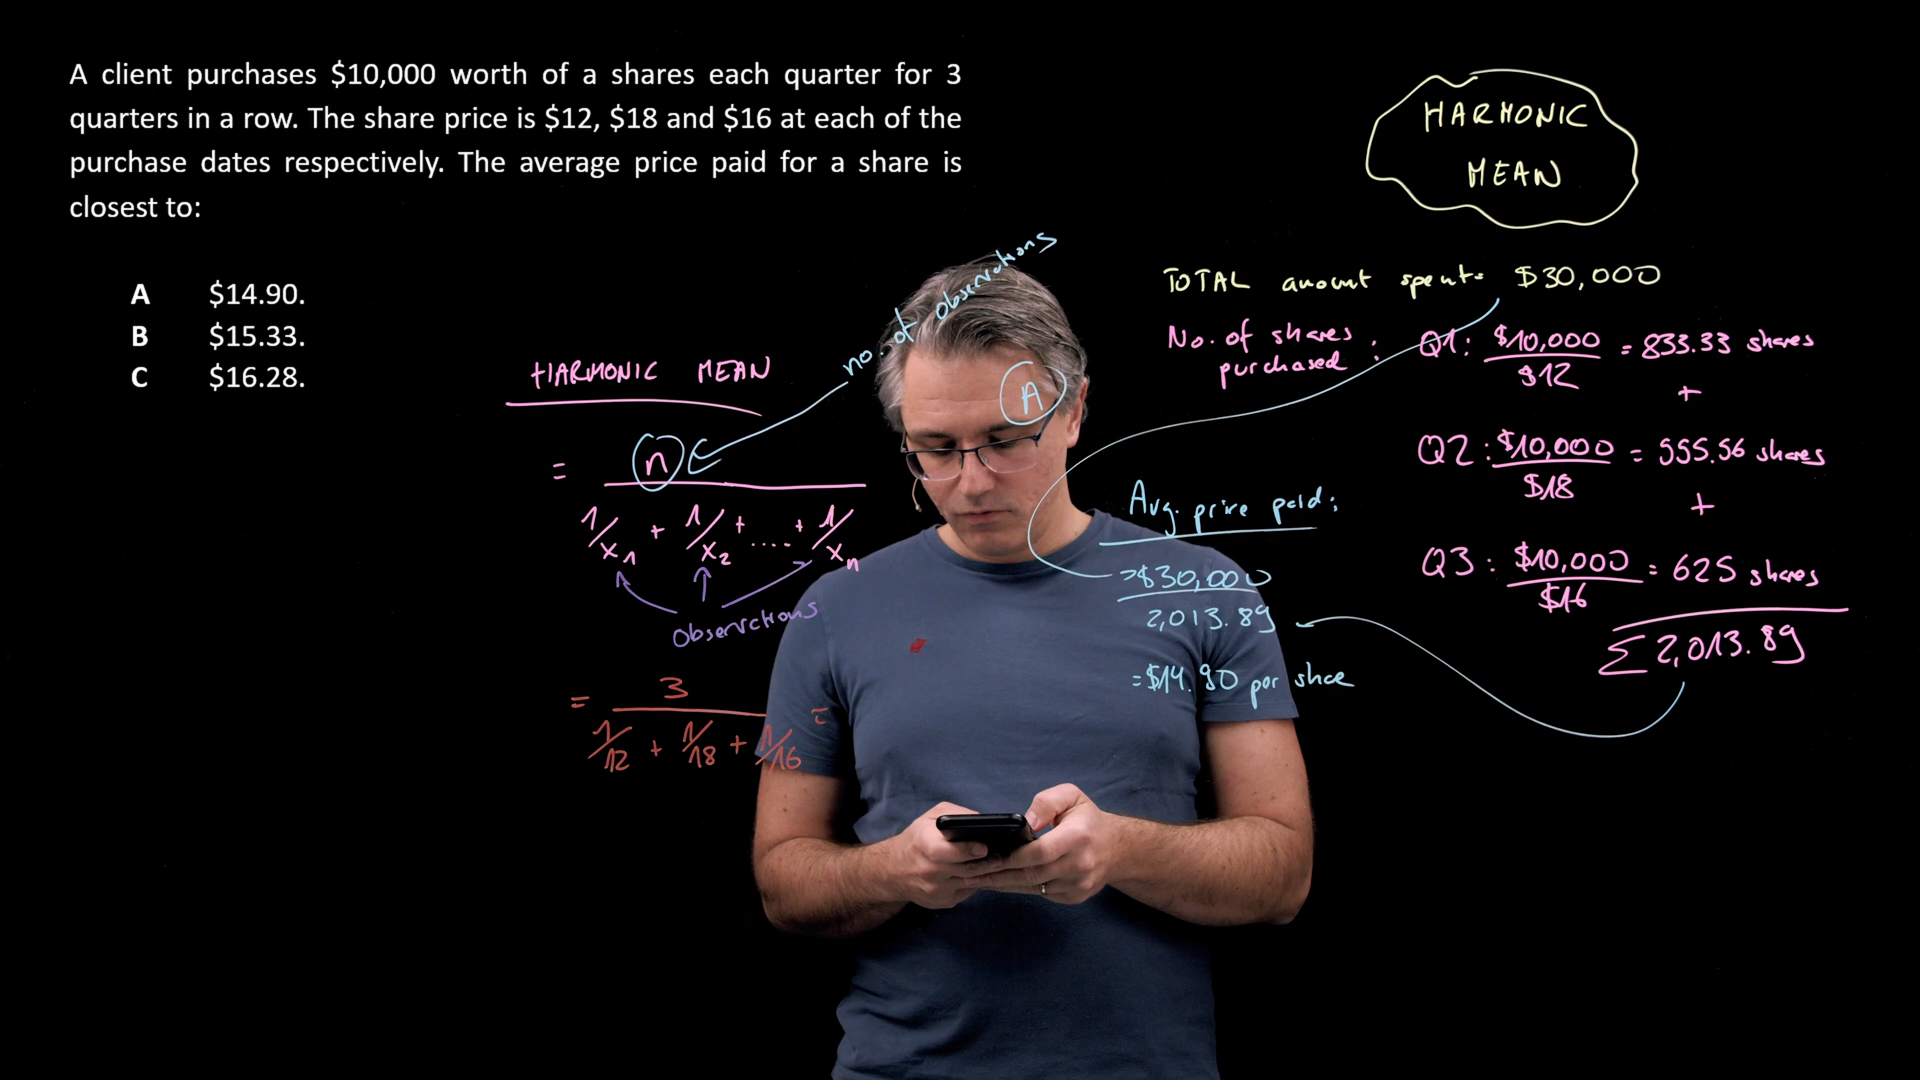 A client purchases $10,000 worth of a shares each quarter for 3
quarters in a row. The share price is $12, $18 and $16 at each of the
purchase dates respectively. The average price paid for a share is
closest to:
A $14.90.
B $15.33.
C $16.28.
HARMONIC MEAN
= n
1/x1 + 1/x2 + .... + 1/xn
no. of observations
Observations
= 3
1/12 + 1/18 + 1/16
=
A
HARMONIC
MEAN
TOTAL amount spent= $30,000
No. of shares
purchased :
Q1: $10,000 = 833.33 shares
$12
+
Q2: $10,000 = 555.56 shares
$18
+
Q3: $10,000 = 625 shares
$16
Σ 2,013.89
Avg. price paid:
$30,000
2,013.89
= $14.90 per share